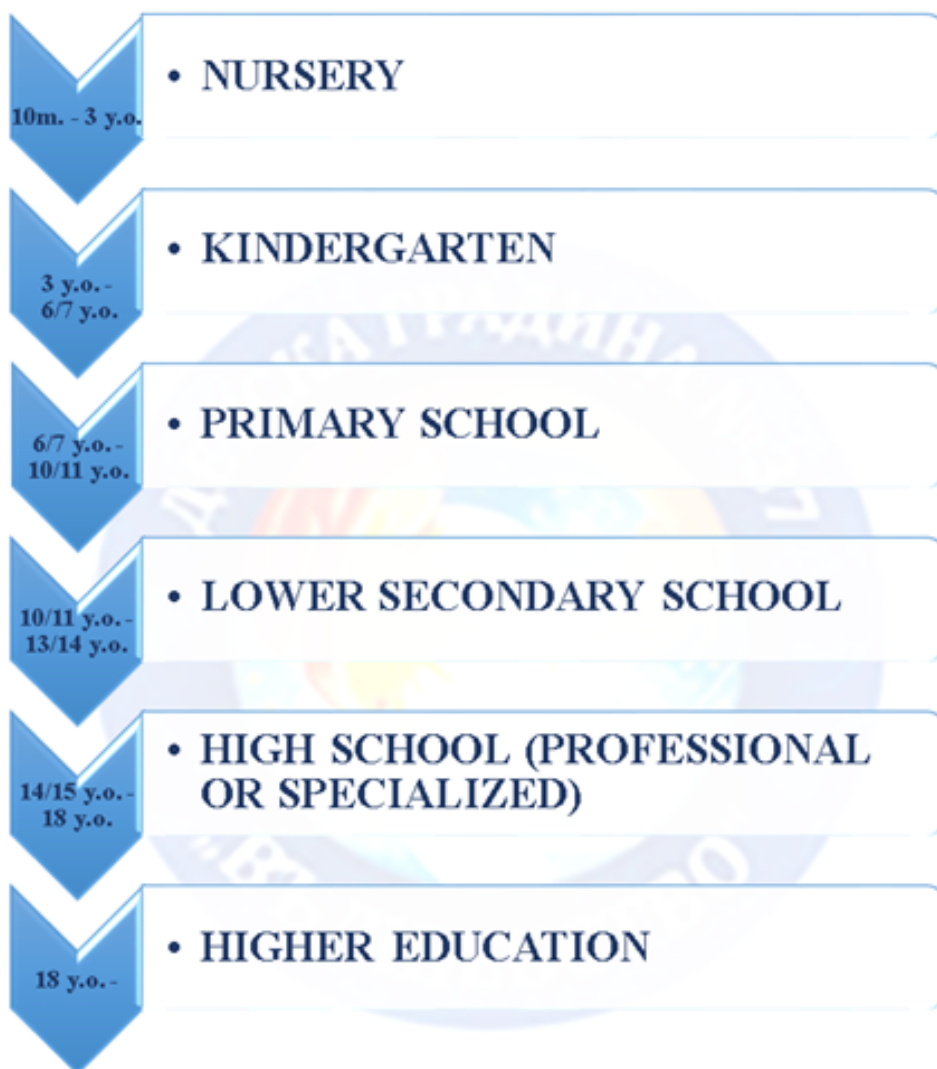 10m. - 3 y.o.
• NURSERY
3 y.o. -
6/7 y.o.
• KINDERGARTEN
6/7 y.o. -
10/11 y.o.
• PRIMARY SCHOOL
10/11 y.o. -
13/14 y.o.
• LOWER SECONDARY SCHOOL
14/15 y.o. -
18 y.o.
• HIGH SCHOOL (PROFESSIONAL
OR SPECIALIZED)
18 y.o. -
• HIGHER EDUCATION
ГРАДИНА